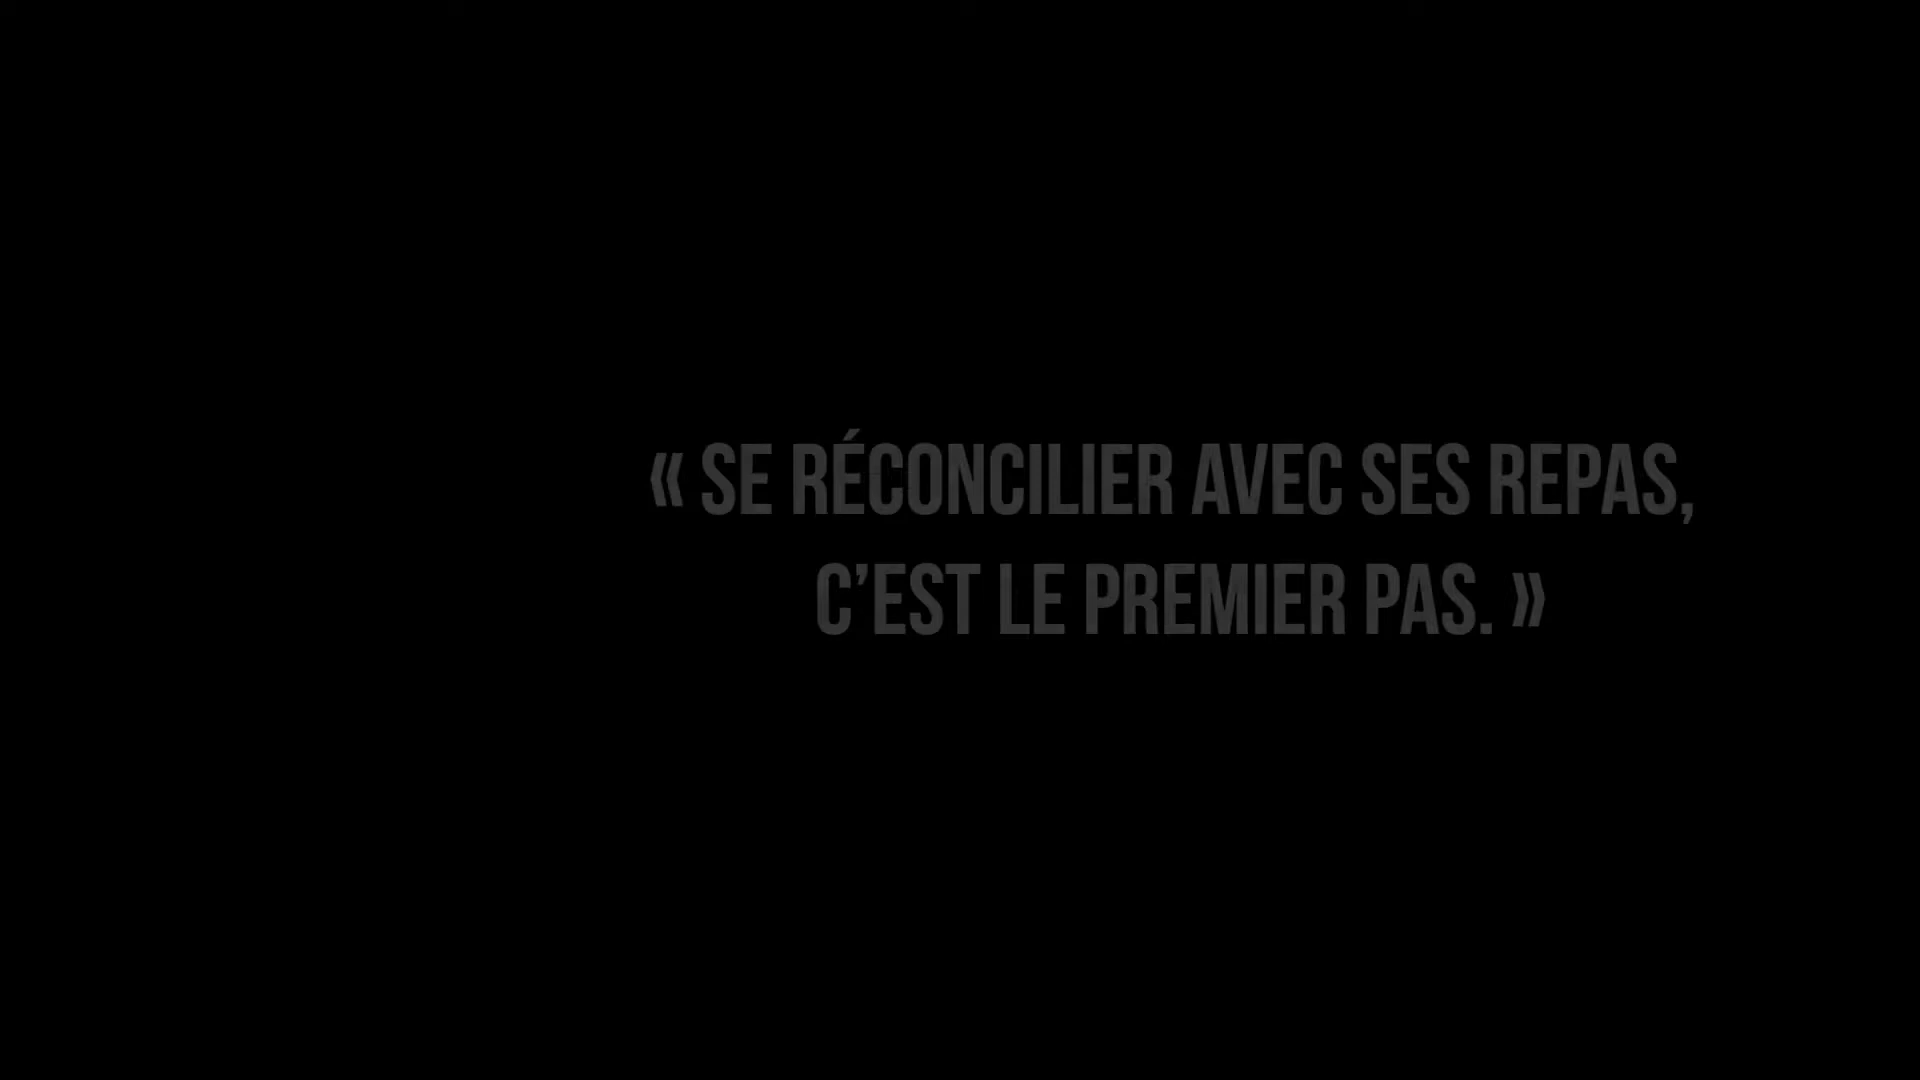 « SE RÉCONCILIER AVEC SES REPAS,
C’EST LE PREMIER PAS. »